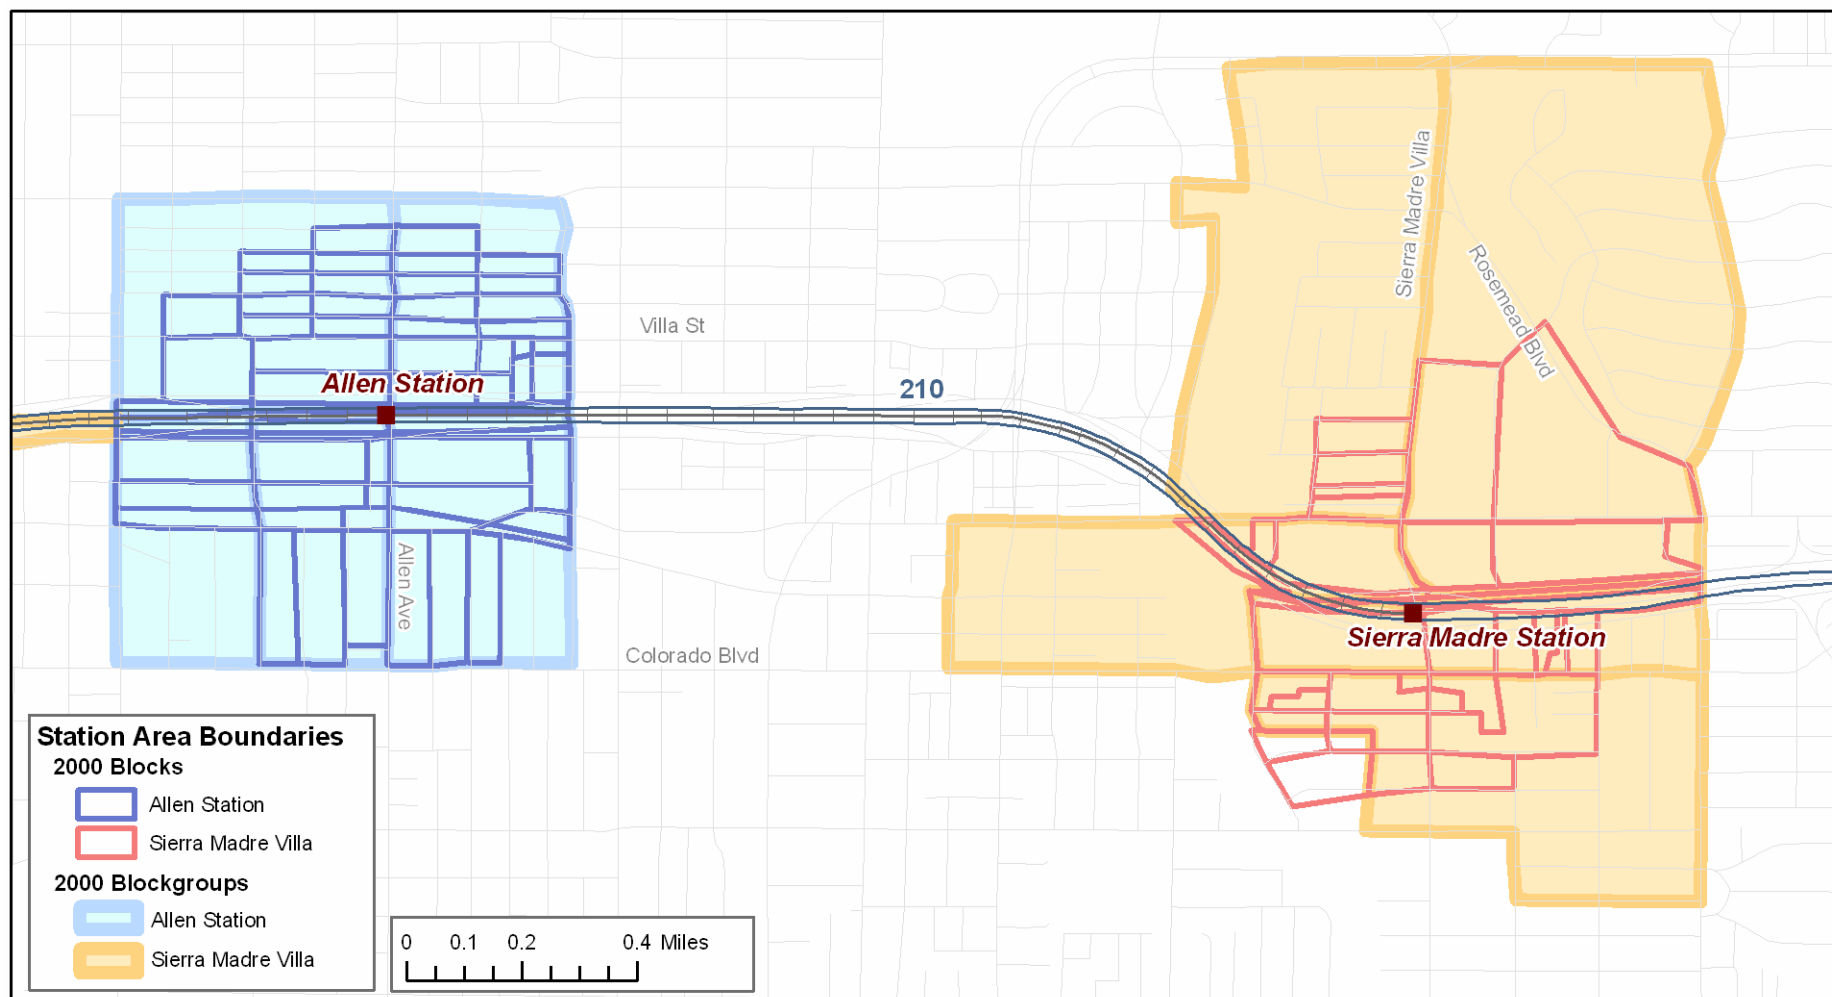 Sierra Madre Villa
Rosemead Blvd
Villa St
Allen Station
210
Allen Ave
Colorado Blvd
Sierra Madre Station
Station Area Boundaries
2000 Blocks
Allen Station
Sierra Madre Villa
2000 Blockgroups
Allen Station
Sierra Madre Villa
0 0.1 0.2 0.4 Miles